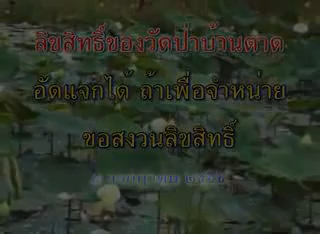 ลิขสิทธิ์ของวัดป่าบ้านตาด
อัดแจกได้ ถ้าเพื่อจำหน่าย
ขอสงวนลิขสิทธิ์